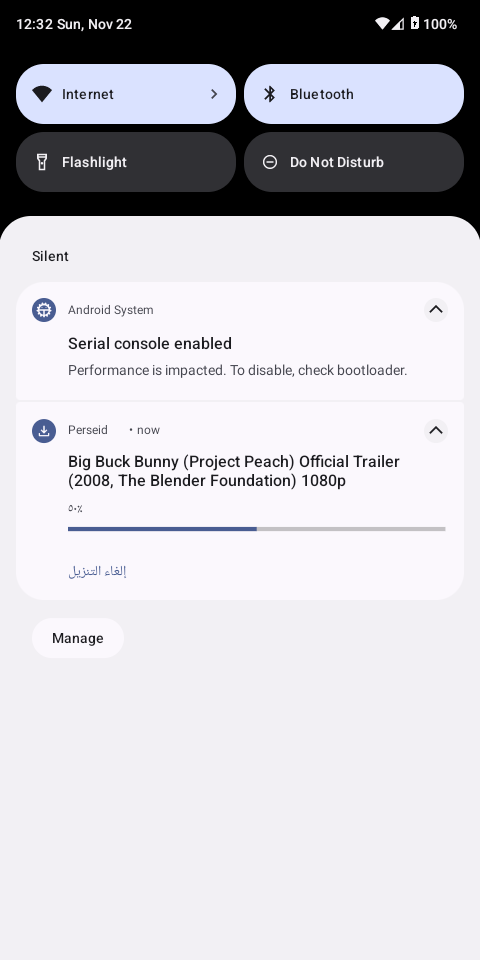 12:32 Sun, Nov 22
100%
Internet
Bluetooth
Flashlight
Do Not Disturb
Silent
Android System
Serial console enabled
Performance is impacted. To disable, check bootloader.
Perseid • now
Big Buck Bunny (Project Peach) Official Trailer
(2008, The Blender Foundation) 1080p
٥٠٪
إلغاء التنزيل
Manage